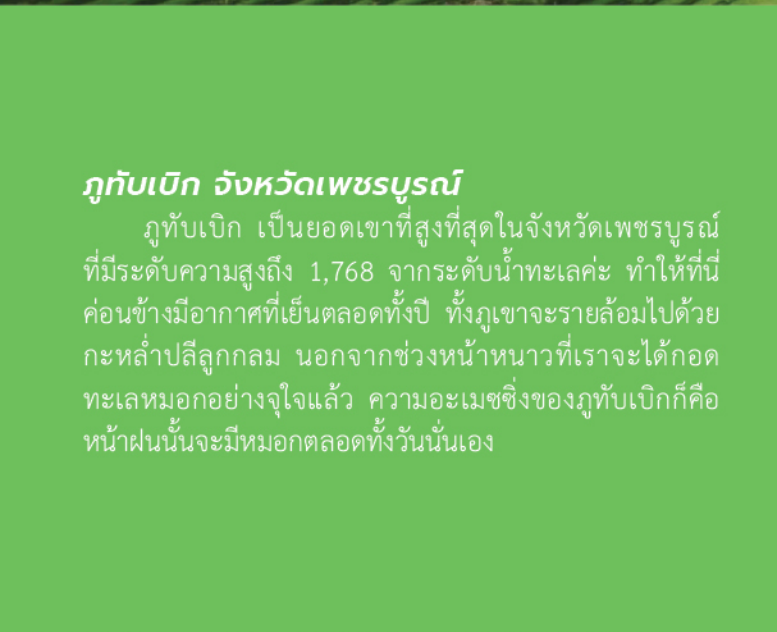 ภูทับเบิก จังหวัดเพชรบูรณ์
ภูทับเบิก เป็นยอดเขาที่สูงที่สุดในจังหวัดเพชรบูรณ์
ที่มีระดับความสูงถึง 1,768 จากระดับน้ำทะเลค่ะ ทำให้ที่นี่
ค่อนข้างมีอากาศที่เย็นตลอดทั้งปี ทั้งภูเขาจะรายล้อมไปด้วย
กะหล่ำปลีลูกกลม นอกจากช่วงหน้าหนาวที่เราจะได้กอด
ทะเลหมอกอย่างจุใจแล้ว ความอะเมซซิ่งของภูทับเบิกก็คือ
หน้าฝนนั้นจะมีหมอกตลอดทั้งวันนั่นเอง